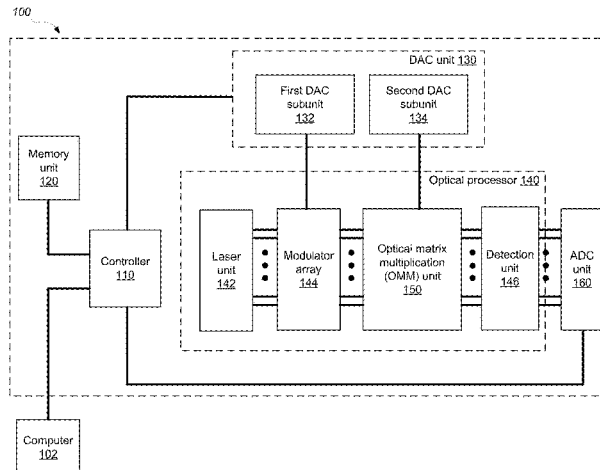 100
DAC unit 130
First DAC
subunit
132
Second DAC
subunit
134
Memory
unit
120
Optical processor 140
Controller
110
Laser
unit
142
Modulator
array
144
Optical matrix
multiplication
(OMM) unit
150
Detection
unit
146
ADC
unit
160
Computer
102